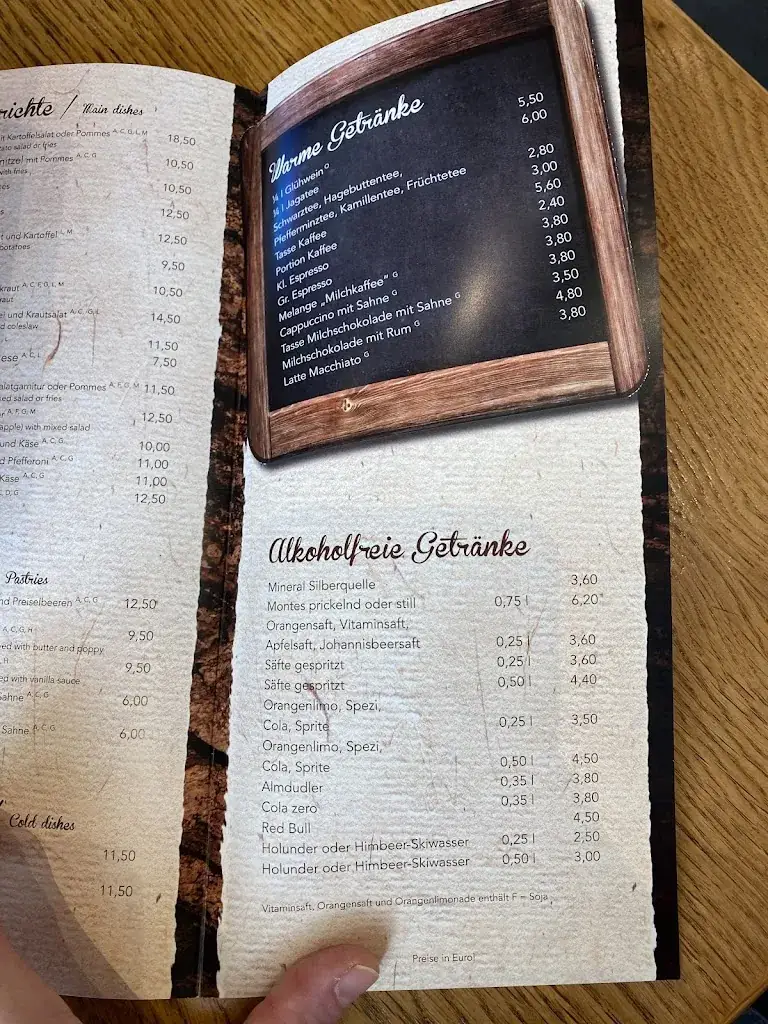 richte / Main dishes
it Kartoffelsalat oder Pommes A, C, G, L, M 18,50
tato salad or fries
nitzel mit Pommes A, C, G 10,50
with fries
10,50
12,50
t und Kartoffel L, M 12,50
potatoes
9,50
kraut A, C, F, G, L, M 10,50
raut
el und Krautsalat A, C, G, L 14,50
d coleslaw
11,50
ese A, C, L 7,50
alatgarnitur oder Pommes A, F, G, M 11,50
xed salad or fries
A, F, G, M 12,50
apple) with mixed salad
und Käse A, C, G 10,00
d Pfefferoni A, C, G 11,00
Käse A, C, G 11,00
C, D, G 12,50
Pastries
nd Preiselbeeren A, C, G 12,50
A, C, G, H 9,50
ed with butter and poppy
H 9,50
ed with vanilla sauce
ahne A, C, G 6,00
Sahne A, C, G 6,00
/ Cold dishes
11,50
11,50
Warme Getränke
¼ l Glühwein O 5,50
¼ l Jagatee 6,00
Schwarztee, Hagebuttentee,
Pfefferminztee, Kamillentee, Früchtetee 2,80
Tasse Kaffee 3,00
Portion Kaffee 5,60
Kl. Espresso 2,40
Gr. Espresso 3,80
Melange „Milchkaffee" G 3,80
Cappuccino mit Sahne G 3,80
Tasse Milchschokolade mit Sahne G 3,50
Milchschokolade mit Rum G 4,80
Latte Macchiato G 3,80
Alkoholfreie Getränke
Mineral Silberquelle 3,60
Montes prickelnd oder still 0,75 l 6,20*
Orangensaft, Vitaminsaft,
Apfelsaft, Johannisbeersaft 0,25 l 3,60
Säfte gespritzt 0,25 l 3,60
Säfte gespritzt 0,50 l 4,40
Orangenlimo, Spezi,
Cola, Sprite 0,25 l 3,50
Orangenlimo, Spezi,
Cola, Sprite 0,50 l 4,50
Almdudler 0,35 l 3,80
Cola zero 0,35 l 3,80
Red Bull 4,50
Holunder oder Himbeer-Skiwasser 0,25 l 2,50
Holunder oder Himbeer-Skiwasser 0,50 l 3,00
Vitaminsaft, Orangensaft und Orangenlimonade enthält F = Soja
Preise in Euro!